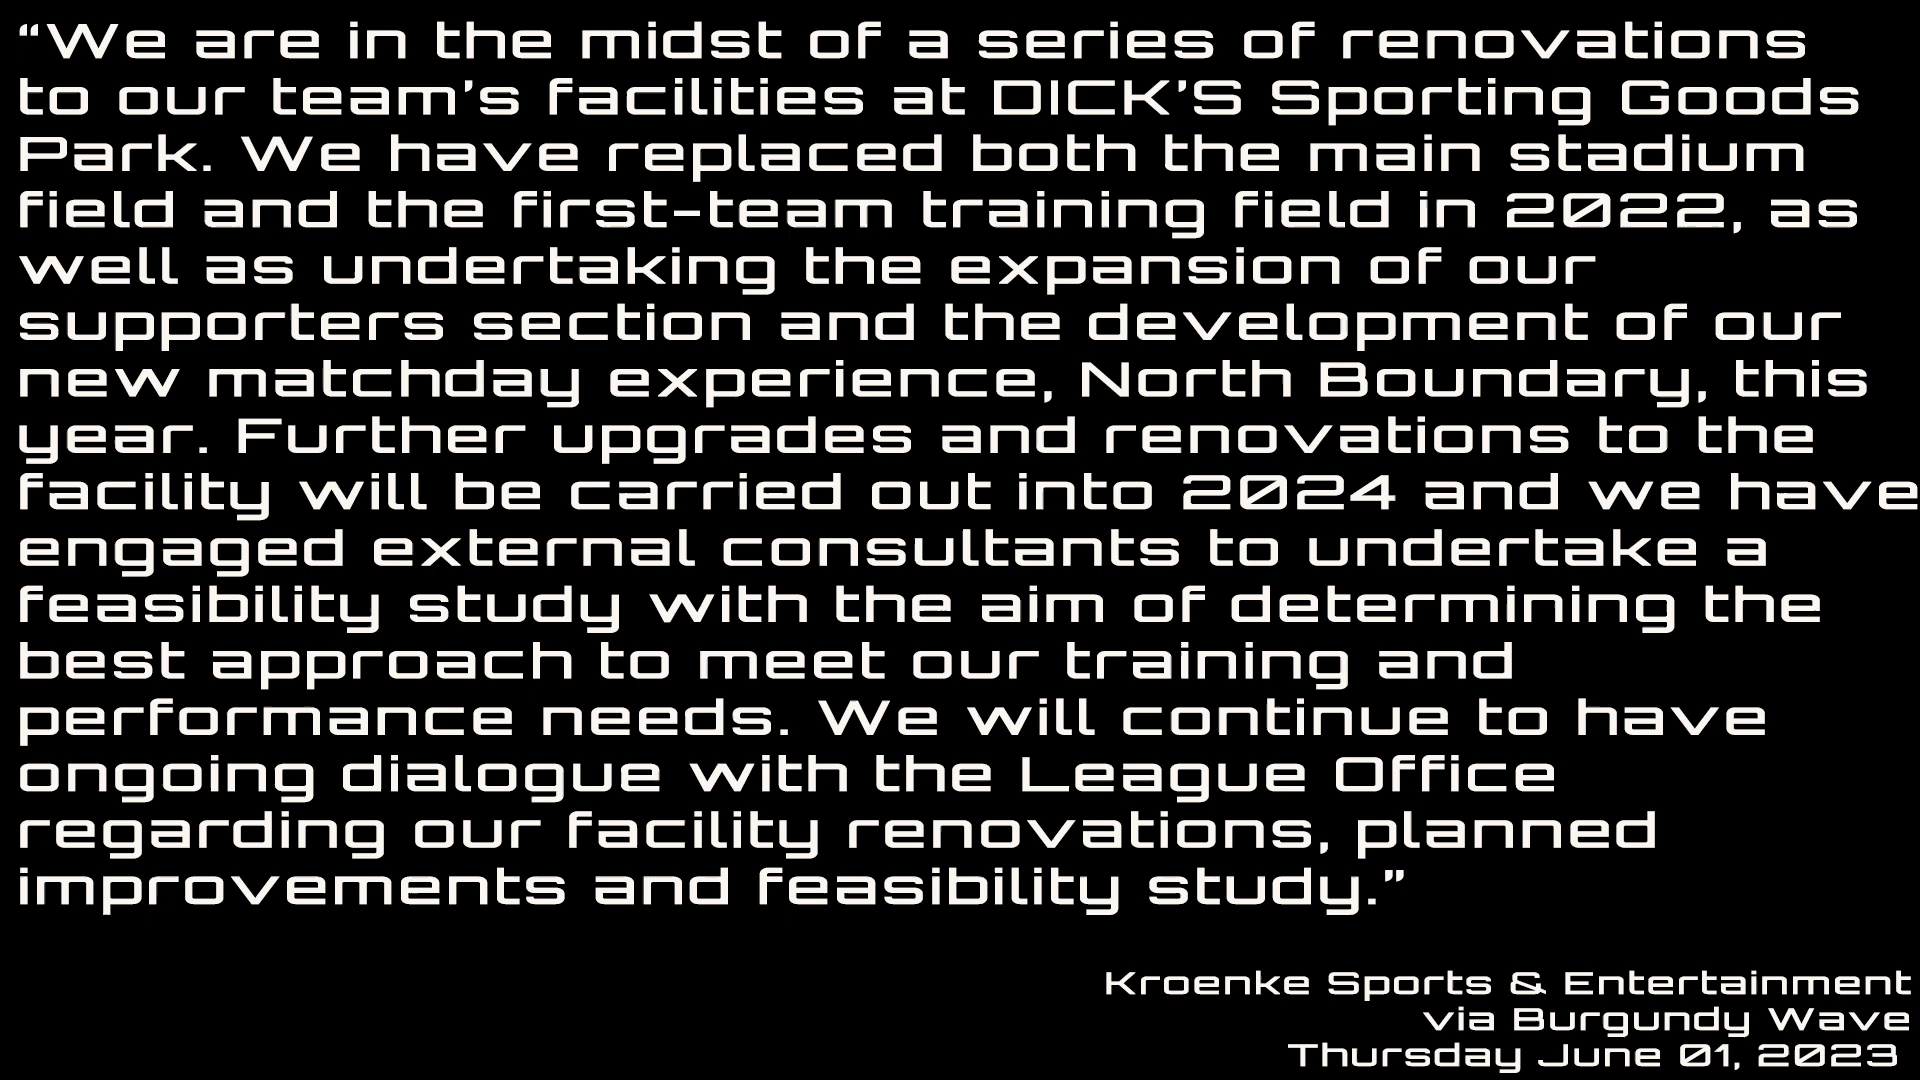 “We are in the midst of a series of renovations
to our team’s facilities at DICK’S Sporting Goods
Park. We have replaced both the main stadium
field and the first-team training field in 2022, as
well as undertaking the expansion of our
supporters section and the development of our
new matchday experience, North Boundary, this
year. Further upgrades and renovations to the
facility will be carried out into 2024 and we have
engaged external consultants to undertake a
feasibility study with the aim of determining the
best approach to meet our training and
performance needs. We will continue to have
ongoing dialogue with the League Office
regarding our facility renovations, planned
improvements and feasibility study.”
Kroenke Sports & Entertainment
via Burgundy Wave
Thursday June 01, 2023